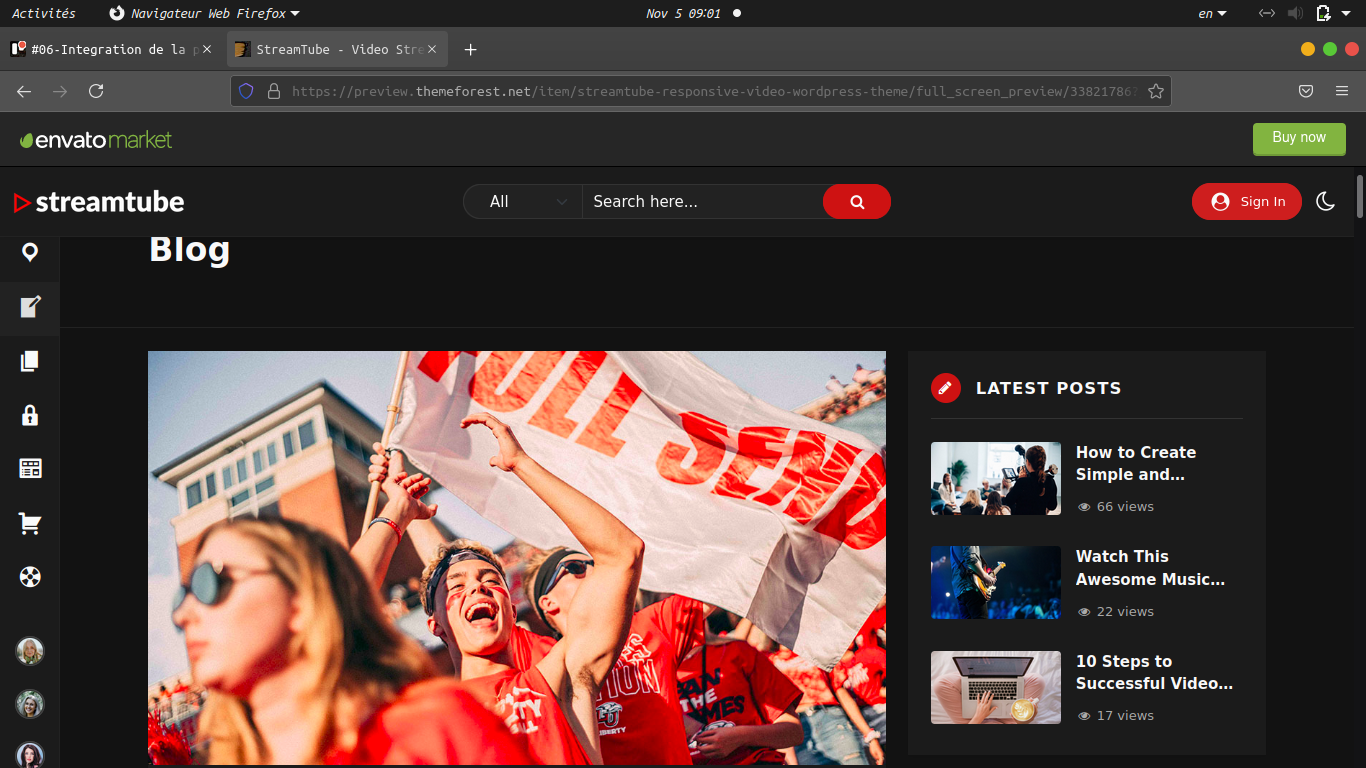 Activités
Navigateur Web Firefox
Nov 5 09:01
en
#06-Integration de la p
StreamTube - Video Stre
https://preview.themeforest.net/item/streamtube-responsive-video-wordpress-theme/full_screen_preview/33821786?
envato market
Buy now
streamtube
All
Search here...
Sign In
Blog
FULL SEND
LIBERTY
THE
LATEST POSTS
How to Create
Simple and...
66 views
Watch This
Awesome Music...
22 views
10 Steps to
Successful Video...
17 views